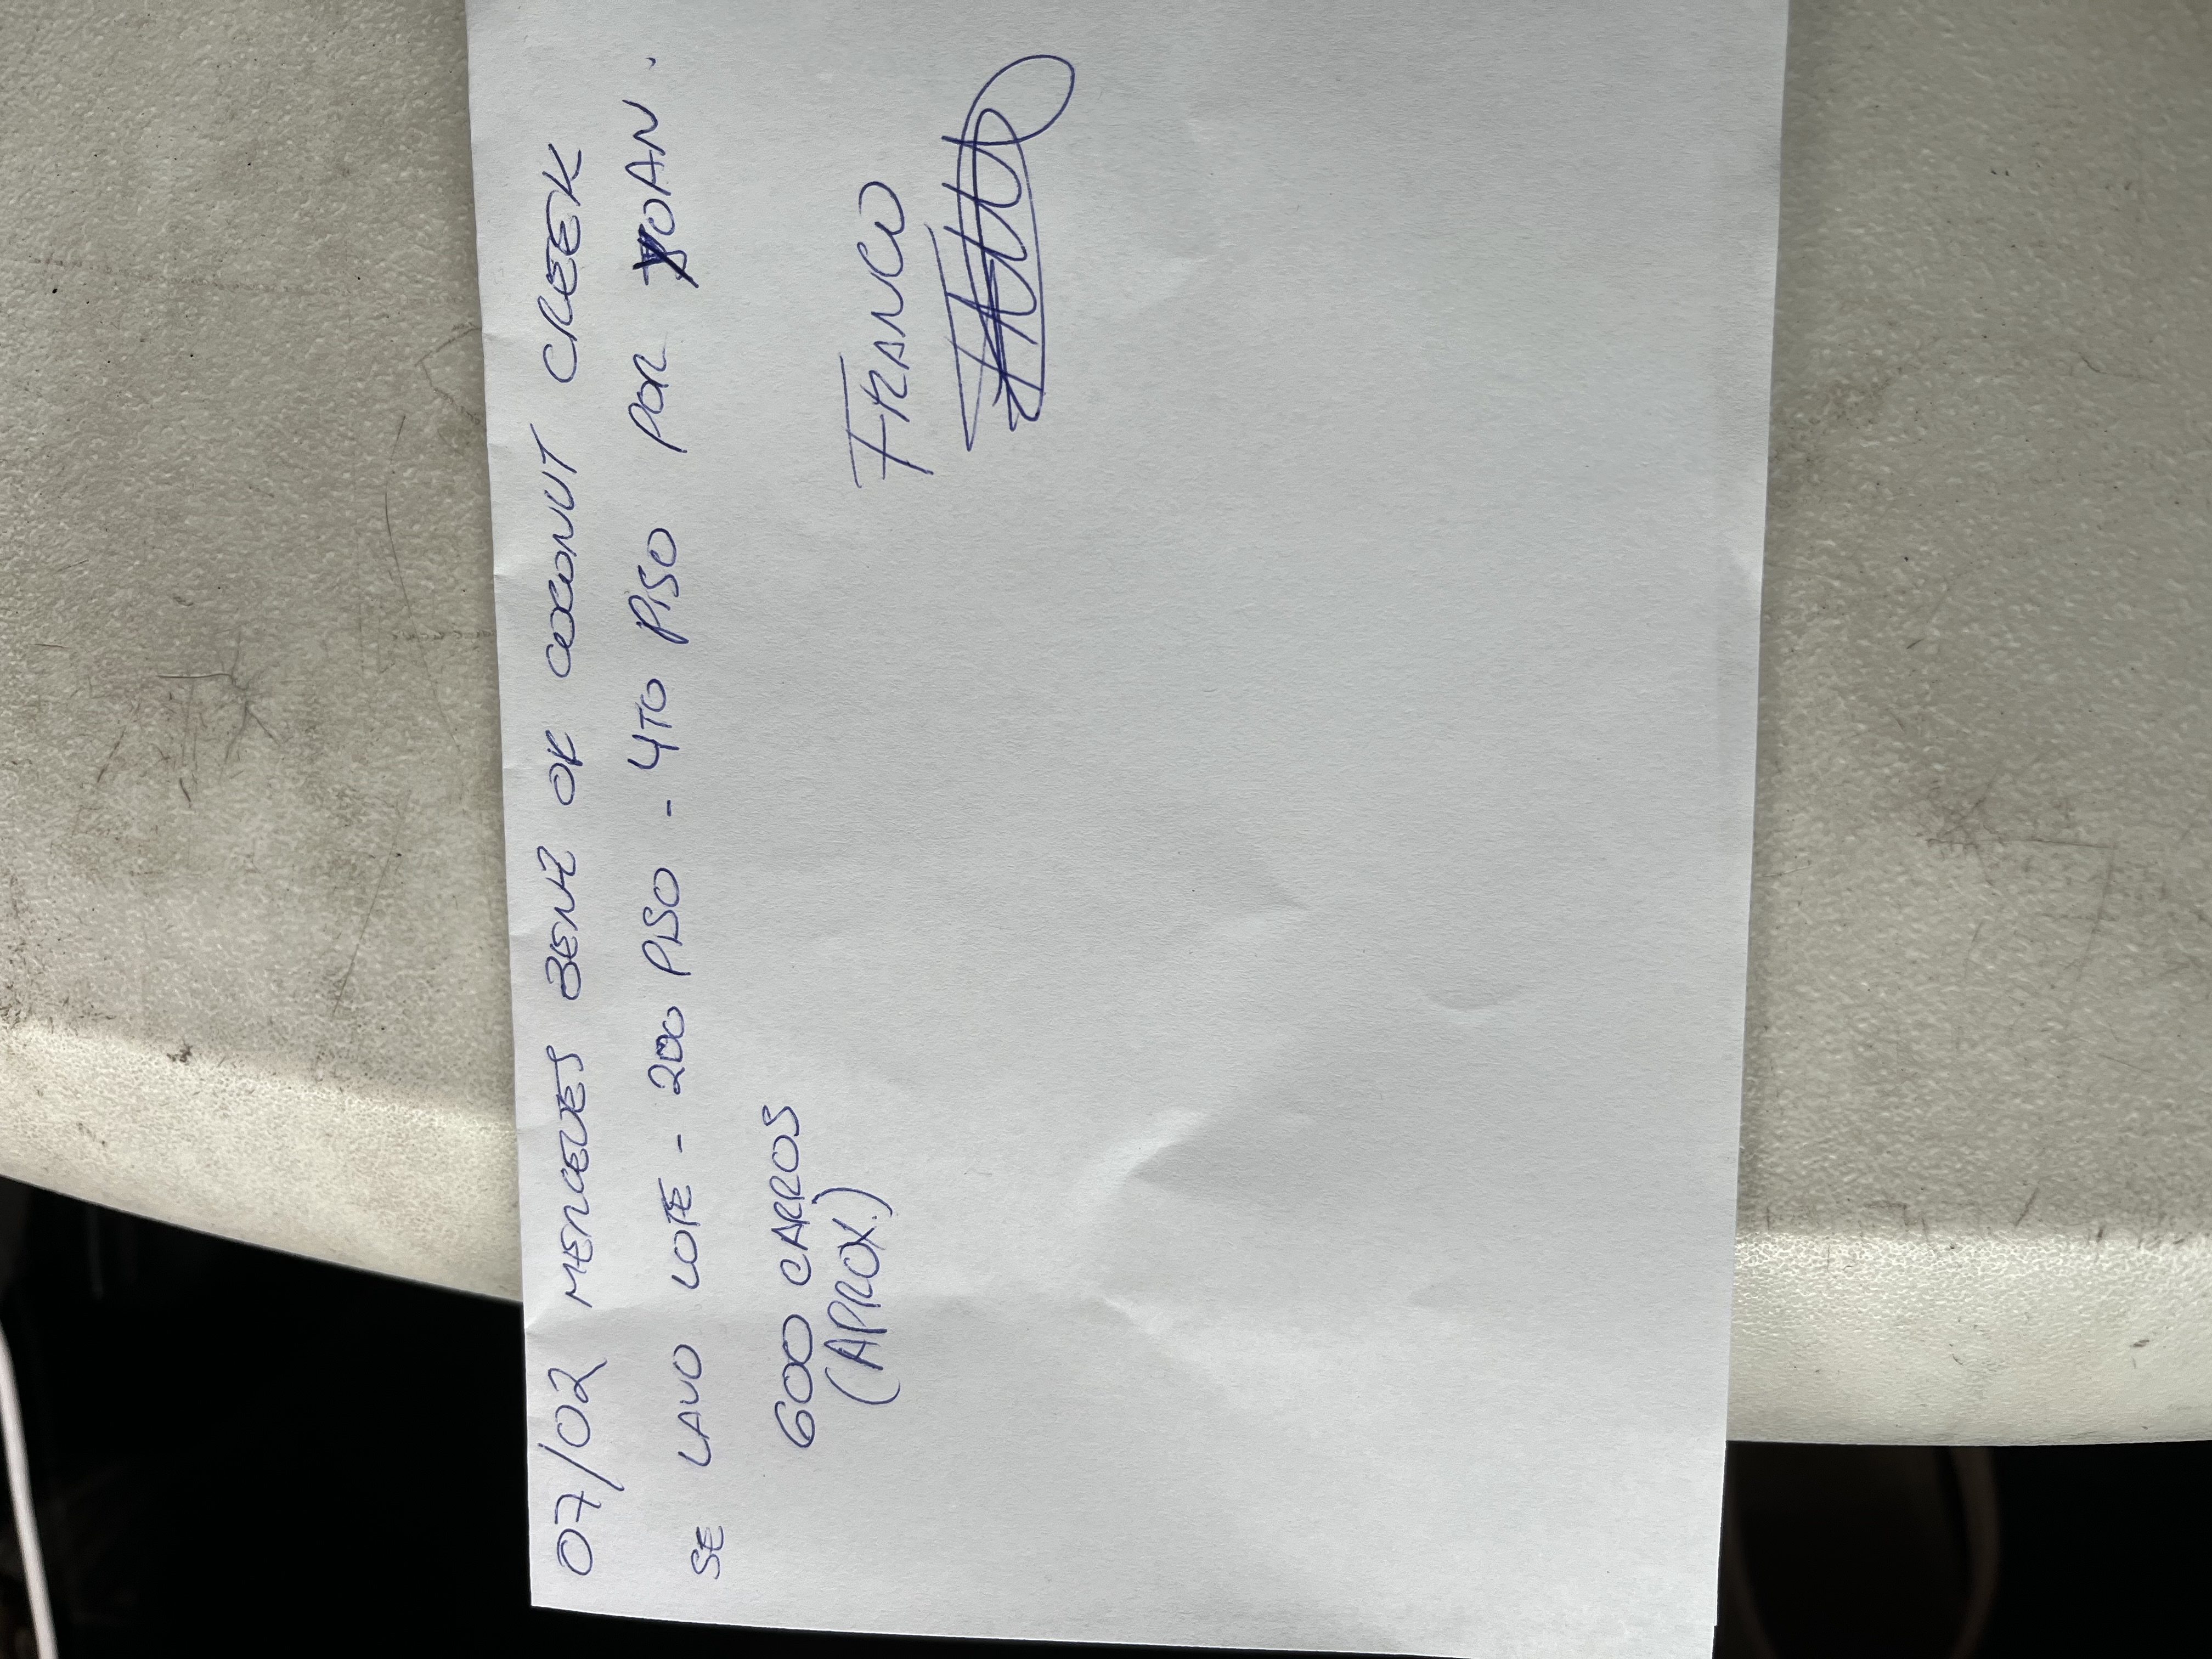 07/02 MERCEDES BENZ OF COCONUT CREEK
SE LAVO LOTE - 2DO PISO - 4TO PISO POR YOAN.
600 CARROS
(APROX.)
FRANCO